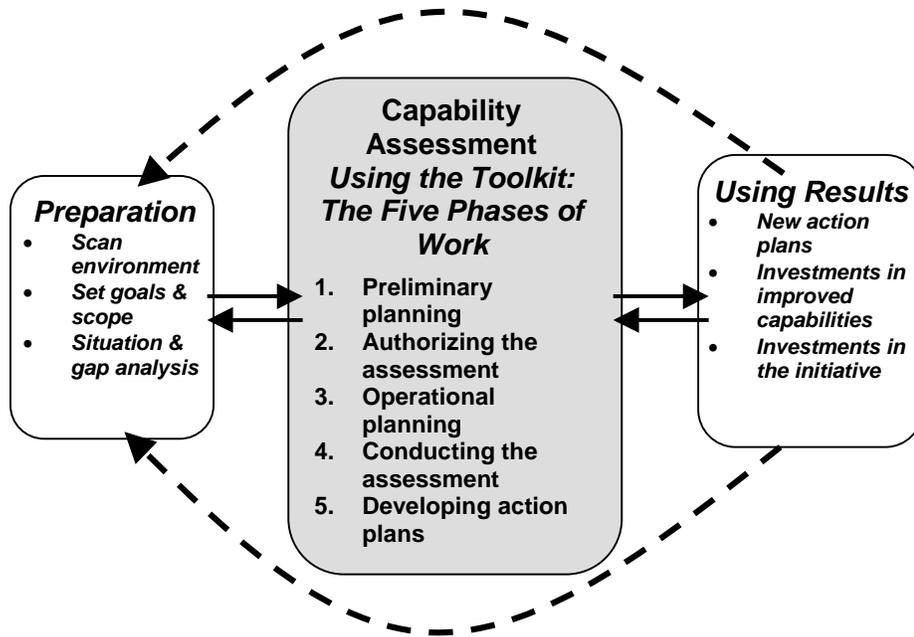 Preparation
• Scan
environment
• Set goals &
scope
• Situation &
gap analysis
Capability
Assessment
Using the Toolkit:
The Five Phases of
Work
1. Preliminary
planning
2. Authorizing the
assessment
3. Operational
planning
4. Conducting the
assessment
5. Developing action
plans
Using Results
• New action
plans
• Investments in
improved
capabilities
• Investments in
the initiative